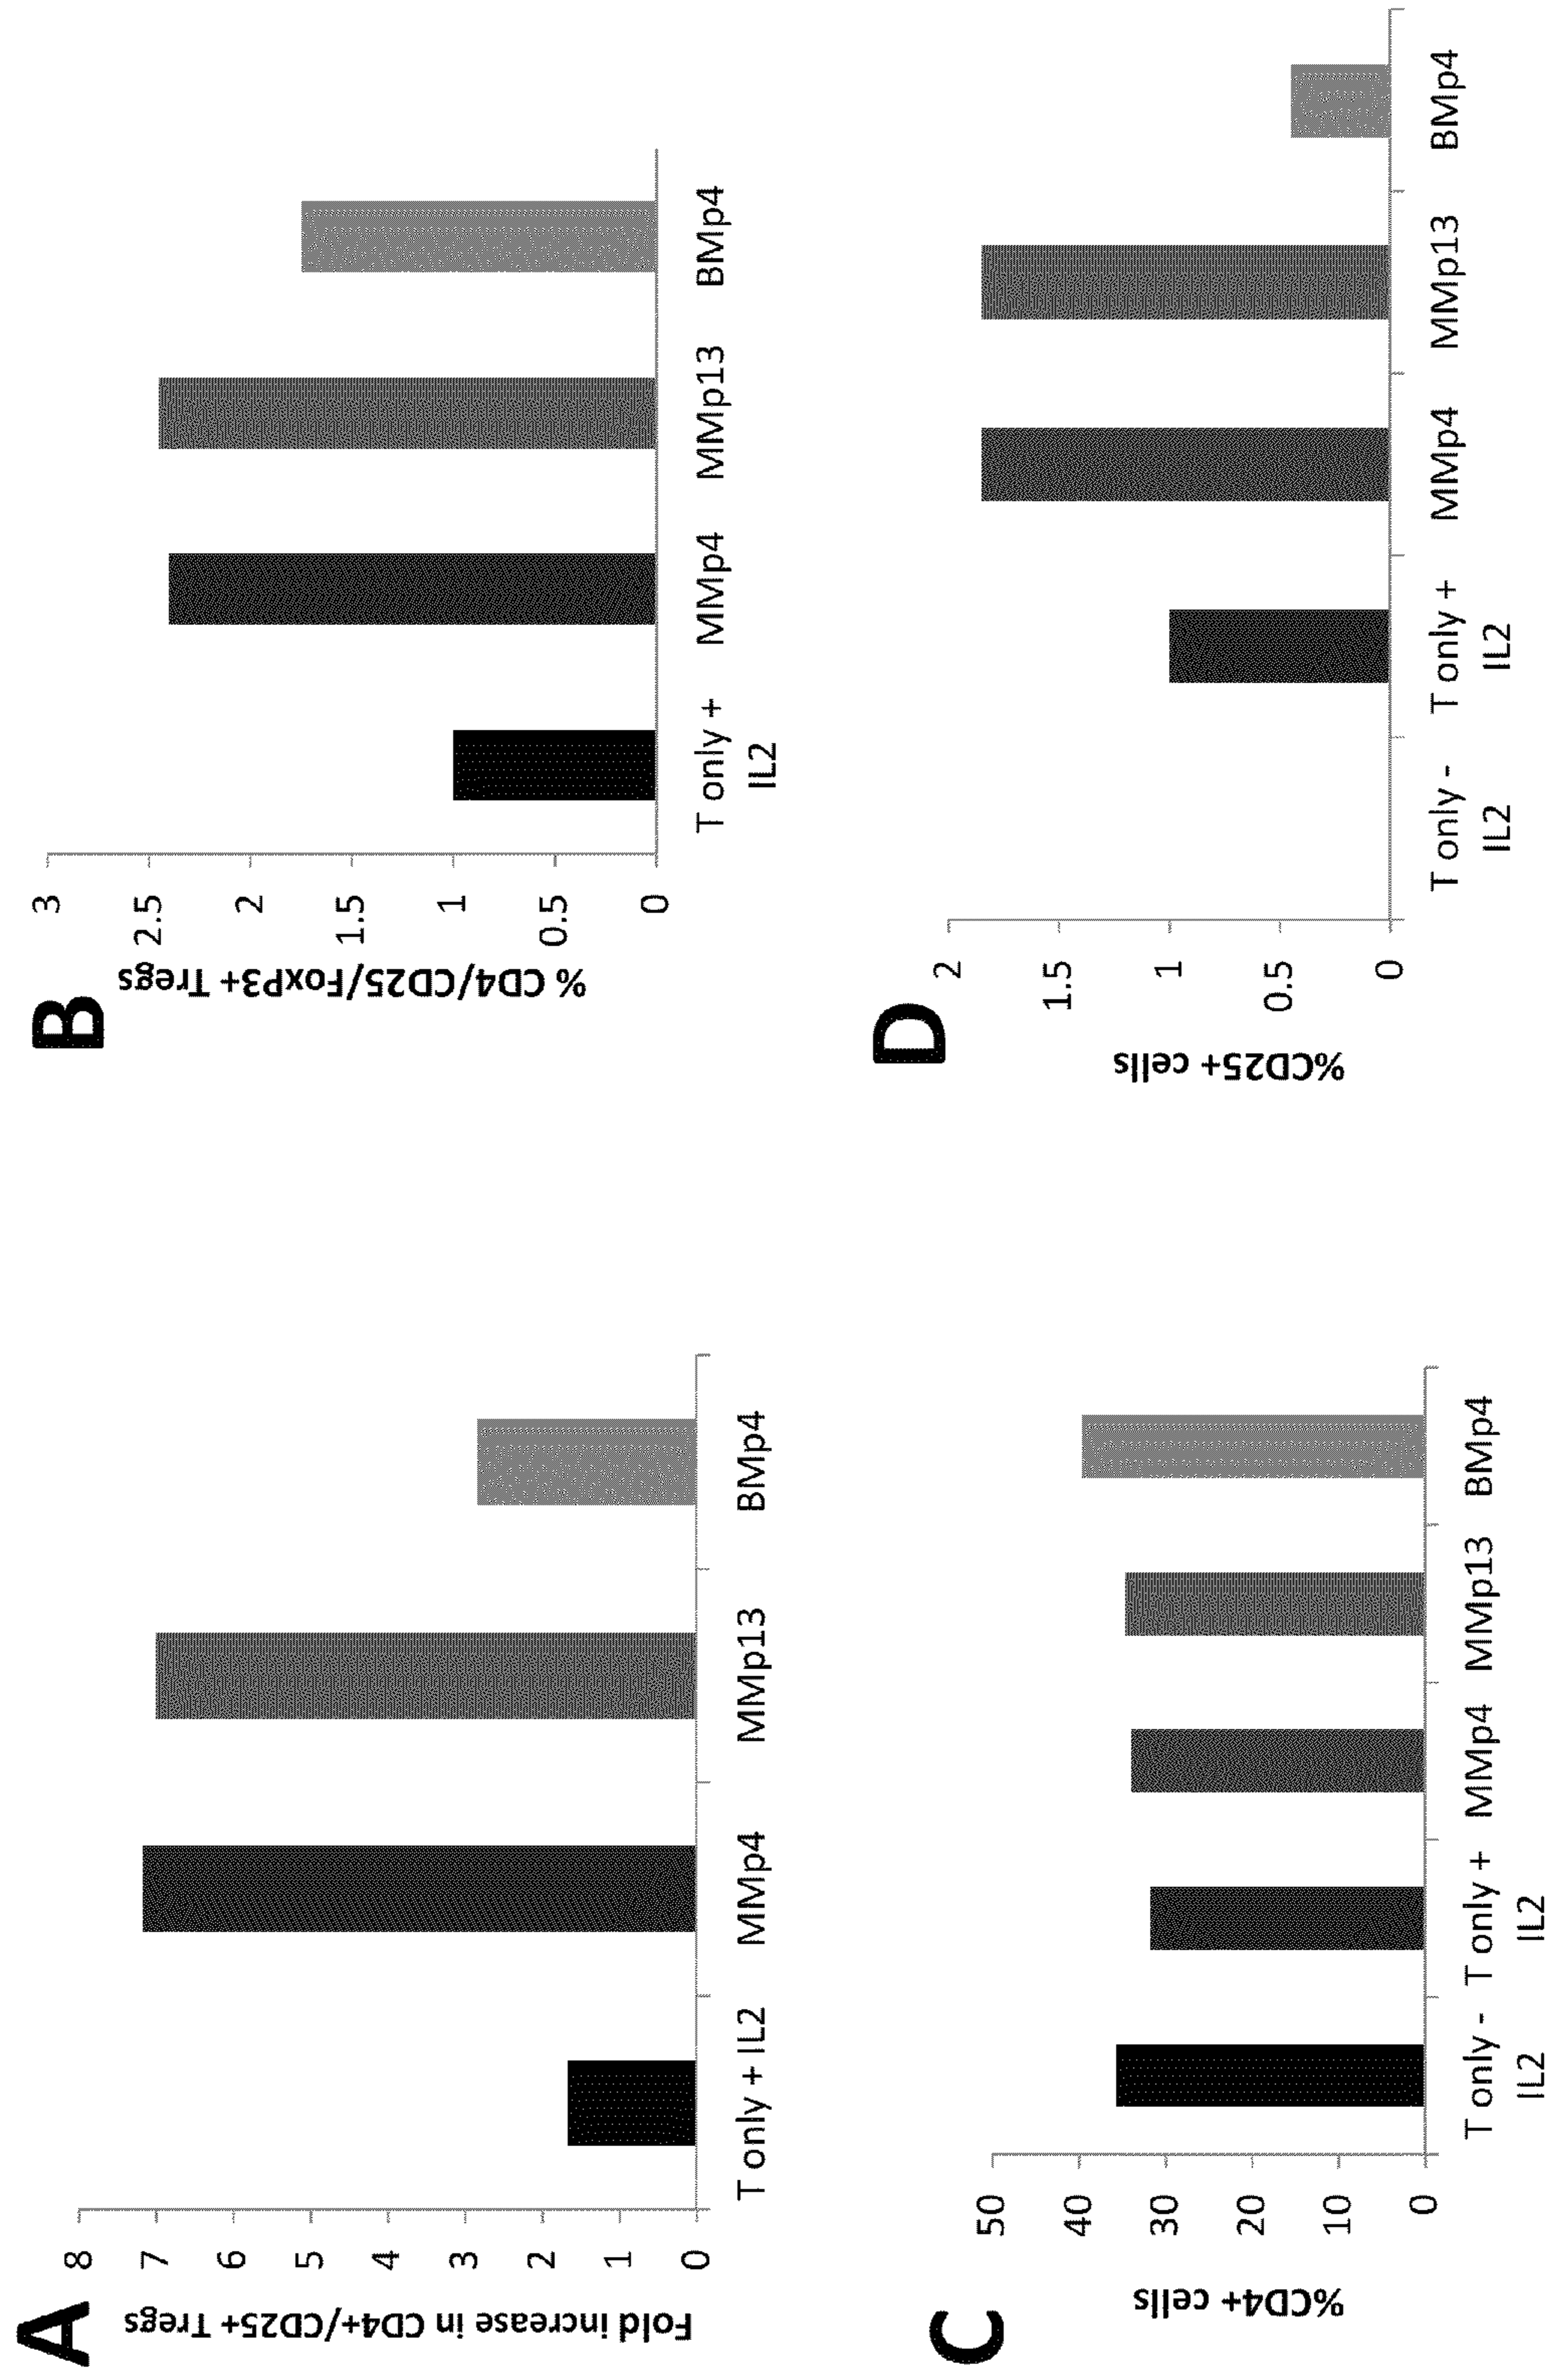 A
Fold increase in CD4+/CD25+ Tregs
8
7
6
5
4
3
2
1
0
T only + IL2
MMp4
MMp13
BMp4
B
% CD4/CD25/FoxP3+ Tregs
3
2.5
2
1.5
1
0.5
0
T only +
IL2
MMp4
MMp13
BMp4
C
%CD4+ cells
50
40
30
20
10
0
T only -
IL2
T only +
IL2
MMp4
MMp13
BMp4
D
%CD25+ cells
2
1.5
1
0.5
0
T only -
IL2
T only +
IL2
MMp4
MMp13
BMp4